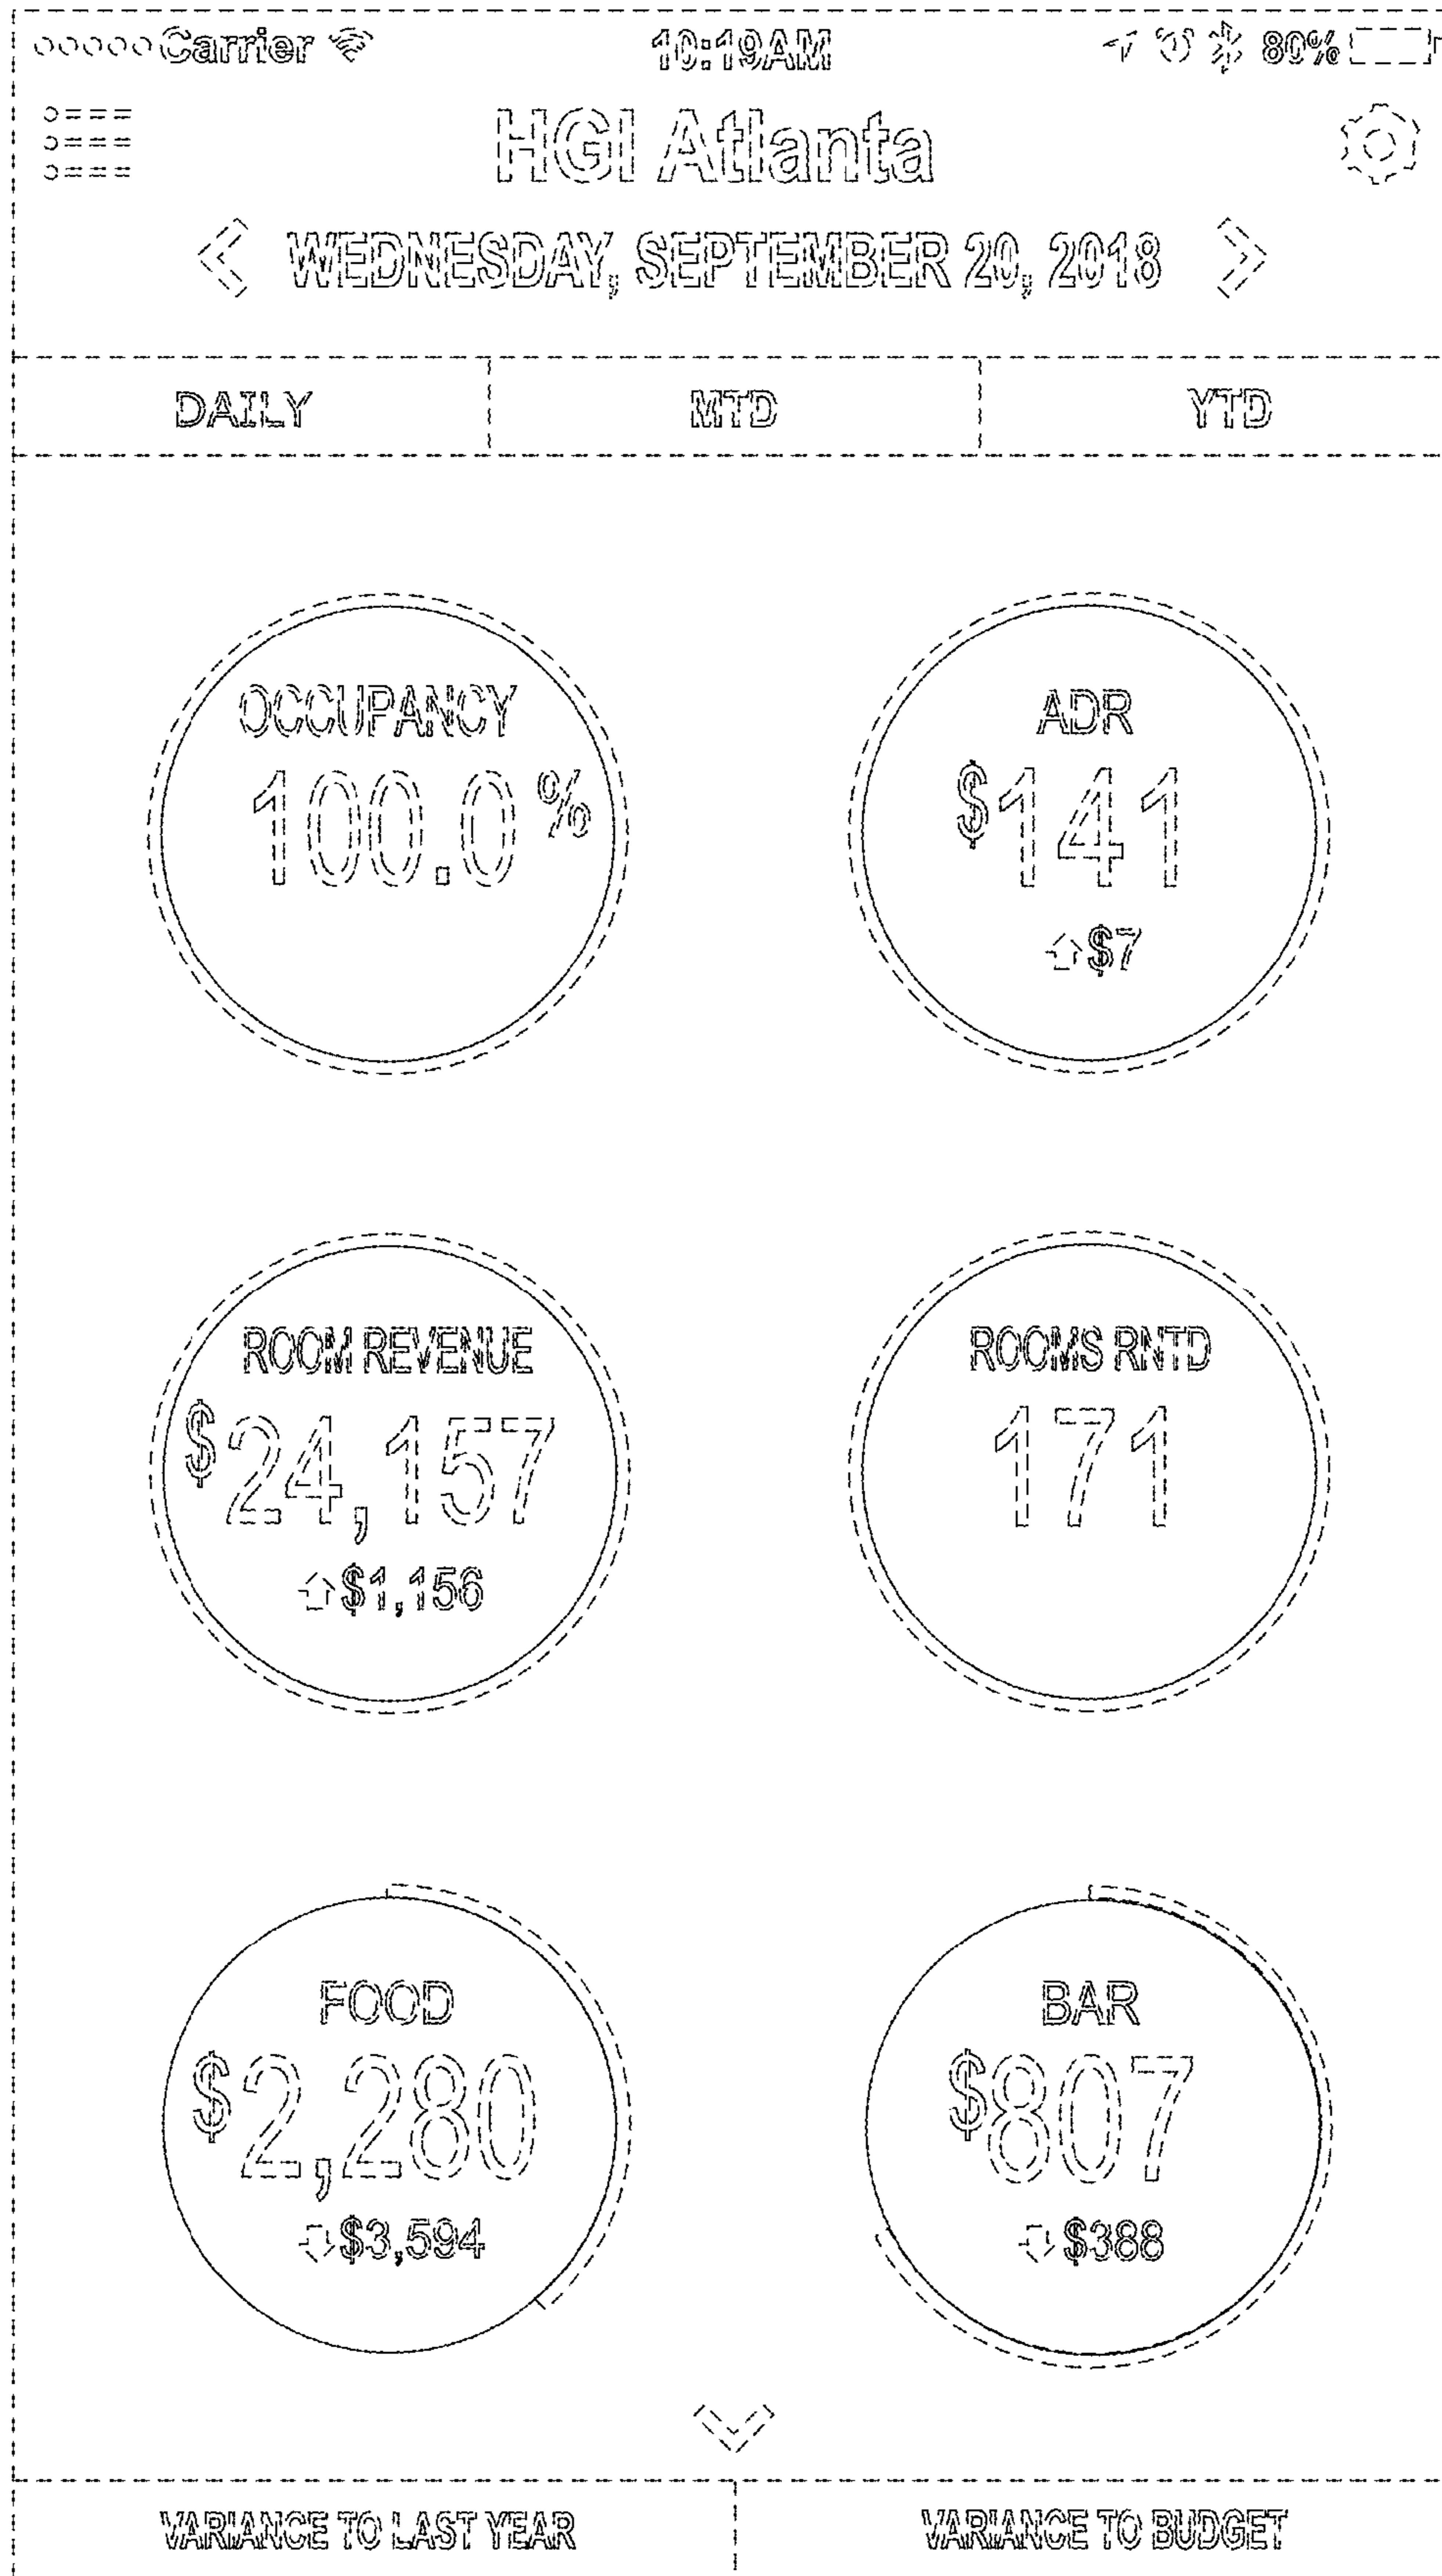 Carrier 10:19AM 80%
HGI Atlanta
WEDNESDAY, SEPTEMBER 20, 2018
DAILY MTD YTD
OCCUPANCY
100.0%
ADR
$141
$7
ROOM REVENUE
$24,157
$1,156
ROOMS RNTD
171
FOOD
$2,280
$3,594
BAR
$807
$388
VARIANCE TO LAST YEAR VARIANCE TO BUDGET